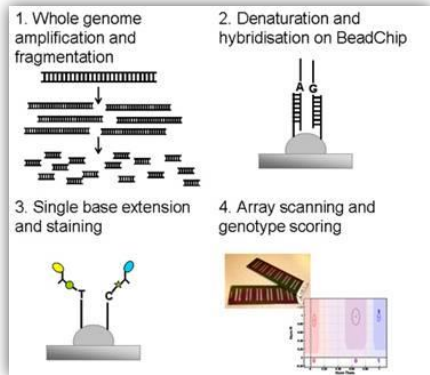 1. Whole genome
amplification and
fragmentation
2. Denaturation and
hybridisation on BeadChip
A G
3. Single base extension
and staining
T C
4. Array scanning and
genotype scoring